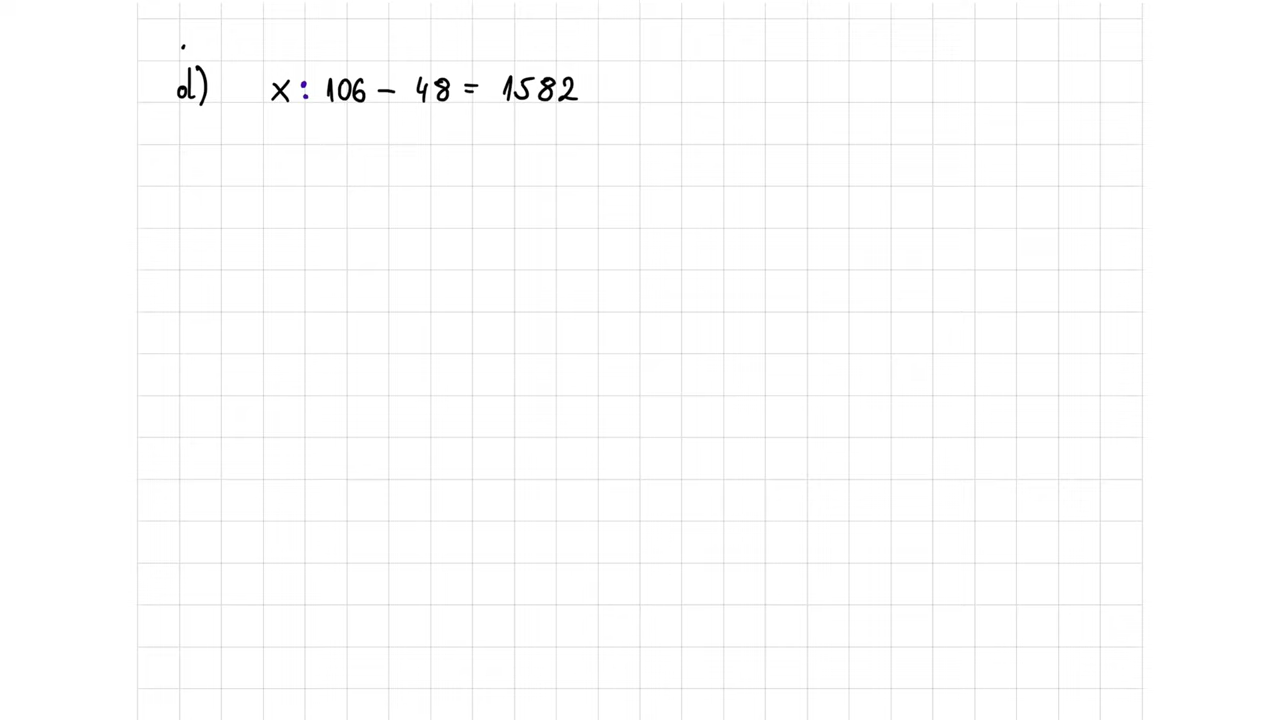 d) x : 106 - 48 = 1582